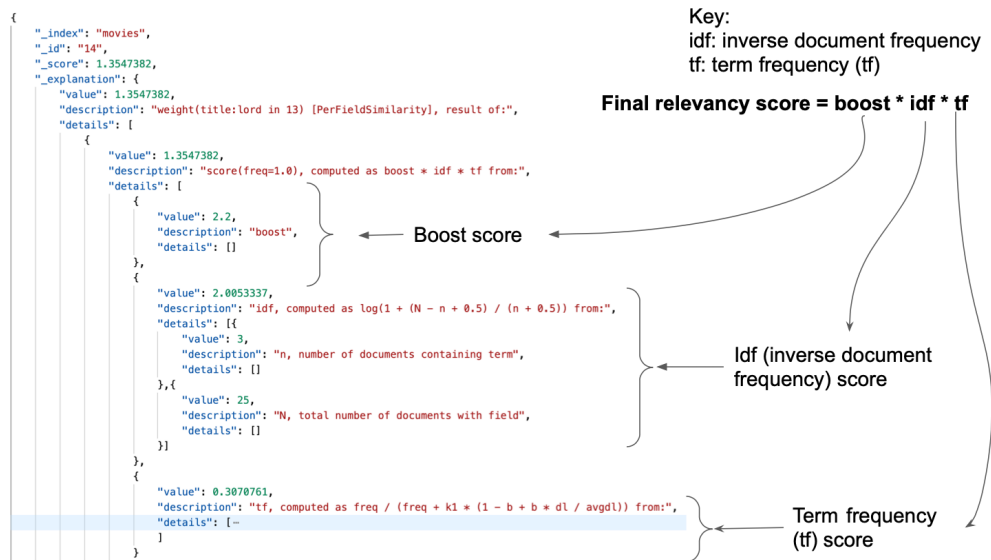 {
"_index": "movies",
"_id": "14",
"_score": 1.3547382,
"_explanation": {
"value": 1.3547382,
"description": "weight(title:lord in 13) [PerFieldSimilarity], result of:",
"details": [
{
"value": 1.3547382,
"description": "score(freq=1.0), computed as boost * idf * tf from:",
"details": [
{
"value": 2.2,
"description": "boost",
"details": []
},
{
"value": 2.0053337,
"description": "idf, computed as log(1 + (N - n + 0.5) / (n + 0.5)) from:",
"details": [{
"value": 3,
"description": "n, number of documents containing term",
"details": []
},{
"value": 25,
"description": "N, total number of documents with field",
"details": []
}]
},
{
"value": 0.3070761,
"description": "tf, computed as freq / (freq + k1 * (1 - b + b * dl / avgdl)) from:",
"details": [⋯
]
}
Key:
idf: inverse document frequency
tf: term frequency (tf)
Final relevancy score = boost * idf * tf
Boost score
Idf (inverse document
frequency) score
Term frequency
(tf) score